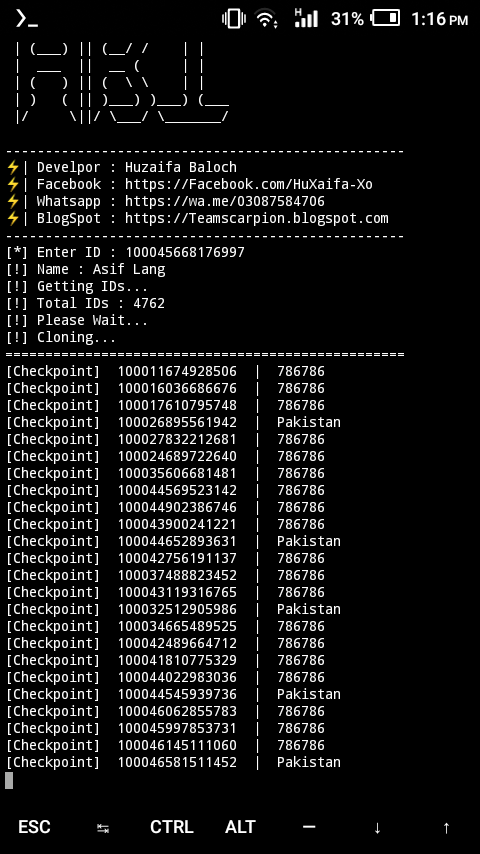 ❯_ 31% 1:16 PM
| (___) || (__/ /    | |
|  ___  ||  __ (     | |
| (   ) || (  \ \    | |
| )   ( || )___) )___) (___
|/     \||/ \___/ \_______/
--------------------------------------------------
⚡| Develpor : Huzaifa Baloch
⚡| Facebook : https://Facebook.com/HuXaifa-Xo
⚡| Whatsapp : https://wa.me/03087584706
⚡| BlogSpot : https://Teamscarpion.blogspot.com
--------------------------------------------------
[*] Enter ID : 100045668176997
[!] Name : Asif Lang
[!] Getting IDs...
[!] Total IDs : 4762
[!] Please Wait...
[!] Cloning...
==================================================
[Checkpoint]  100011674928506  |  786786
[Checkpoint]  100016036686676  |  786786
[Checkpoint]  100017610795748  |  786786
[Checkpoint]  100026895561942  |  Pakistan
[Checkpoint]  100027832212681  |  786786
[Checkpoint]  100024689722640  |  786786
[Checkpoint]  100035606681481  |  786786
[Checkpoint]  100044569523142  |  786786
[Checkpoint]  100044902386746  |  786786
[Checkpoint]  100043900241221  |  786786
[Checkpoint]  100044652893631  |  Pakistan
[Checkpoint]  100042756191137  |  786786
[Checkpoint]  100037488823452  |  786786
[Checkpoint]  100043119316765  |  786786
[Checkpoint]  100032512905986  |  Pakistan
[Checkpoint]  100034665489525  |  786786
[Checkpoint]  100042489664712  |  786786
[Checkpoint]  100041810775329  |  786786
[Checkpoint]  100044022983036  |  786786
[Checkpoint]  100044545939736  |  Pakistan
[Checkpoint]  100046062855783  |  786786
[Checkpoint]  100045997853731  |  786786
[Checkpoint]  100046145111060  |  786786
[Checkpoint]  100046581511452  |  Pakistan
ESC ↹ CTRL ALT — ↓ ↑